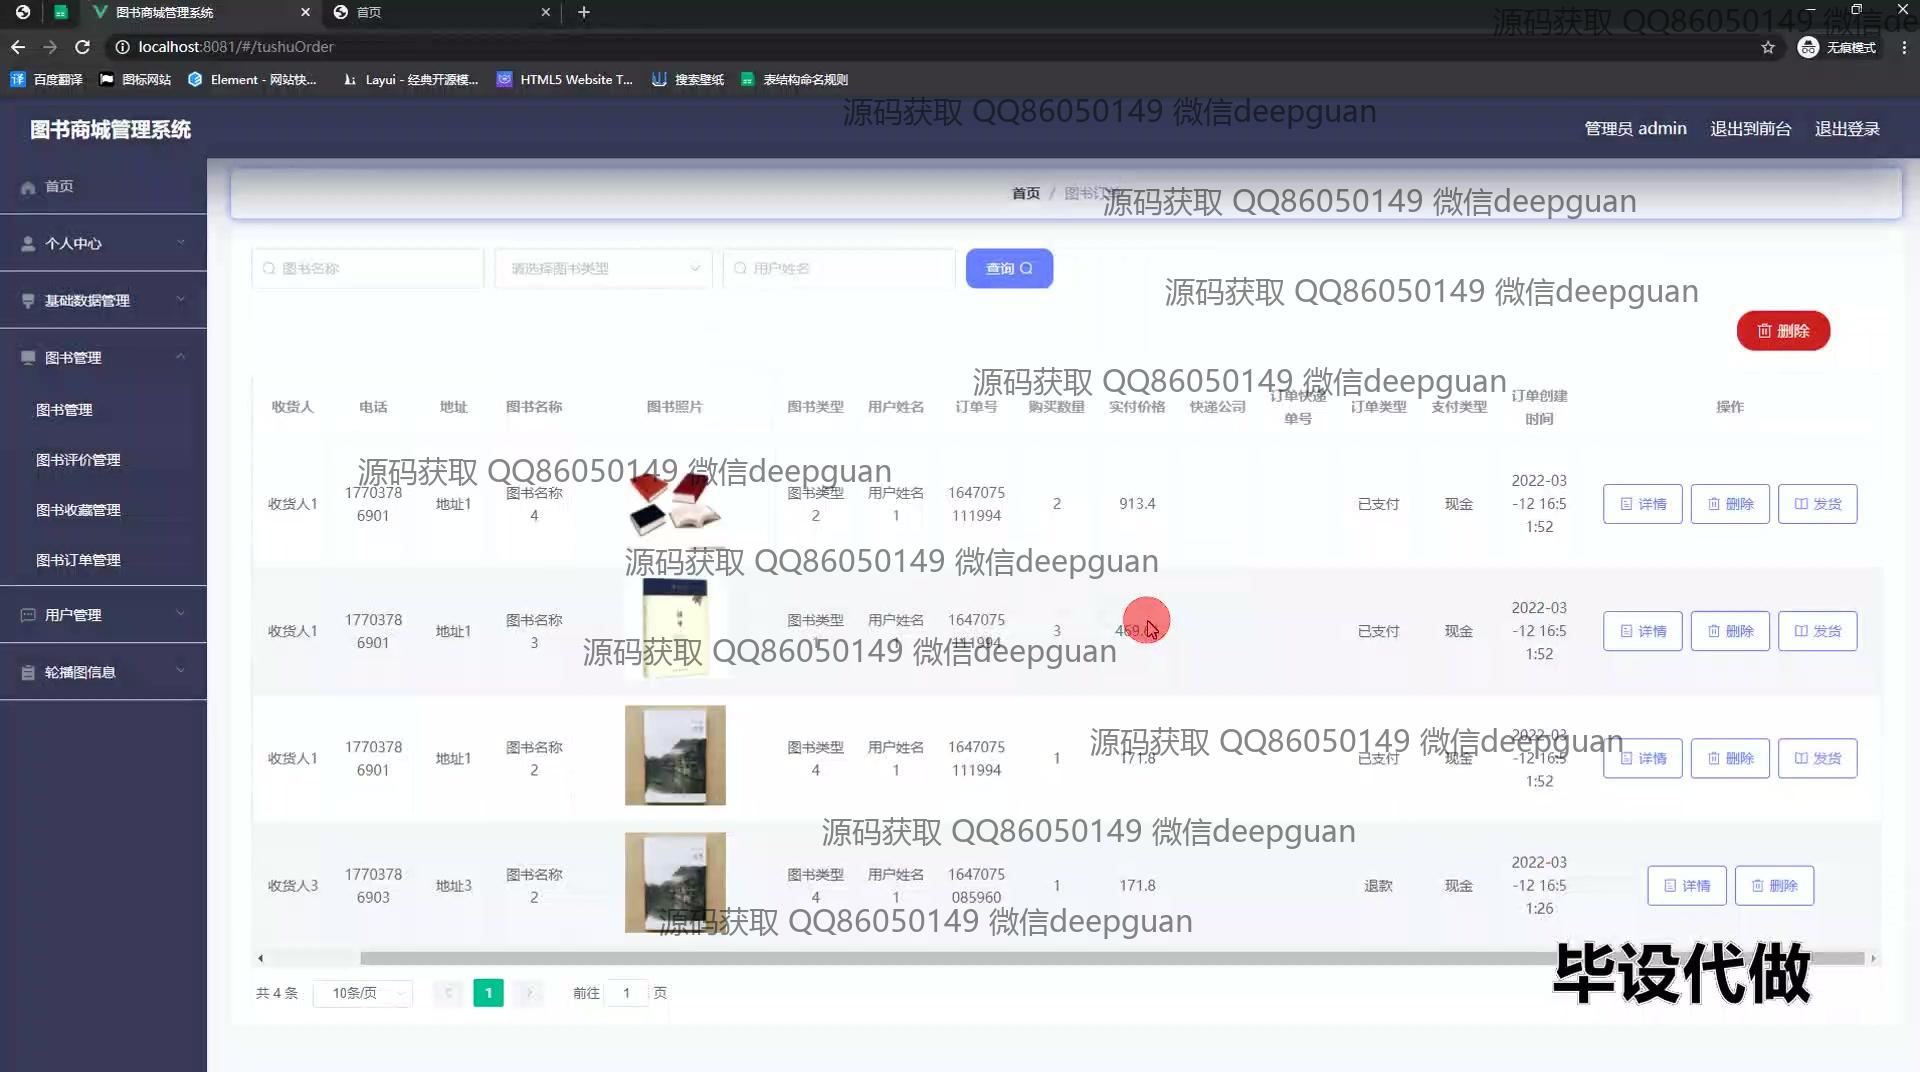 图书商城管理系统
首页
源码获取 QQ86050149 微信de
localhost:8081/#/tushuOrder
无痕模式
百度翻译
图标网站
Element - 网站快...
Layui - 经典开源模...
HTML5 Website T...
搜索壁纸
表结构命名规则
图书商城管理系统
源码获取 QQ86050149 微信deepguan
管理员 admin
退出到前台
退出登录
首页
个人中心
基础数据管理
图书管理
图书管理
图书评价管理
图书收藏管理
图书订单管理
用户管理
轮播图信息
首页 / 图书订单
源码获取 QQ86050149 微信deepguan
图书名称
请选择图书类型
用户姓名
查询
源码获取 QQ86050149 微信deepguan
删除
源码获取 QQ86050149 微信deepguan
收货人 电话 地址 图书名称 图书照片 图书类型 用户姓名 订单号 购买数量 实付价格 快递公司 订单快递单号 订单类型 支付类型 订单创建时间 操作
源码获取 QQ86050149 微信deepguan
收货人1 17703786901 地址1 图书名称4 图书类型2 用户姓名1 1647075111994 2 913.4 已支付 现金 2022-03-12 16:51:52 详情 删除 发货
源码获取 QQ86050149 微信deepguan
收货人1 17703786901 地址1 图书名称3 图书类型 用户姓名1 1647075111994 3 已支付 现金 2022-03-12 16:51:52 详情 删除 发货
源码获取 QQ86050149 微信deepguan
收货人1 17703786901 地址1 图书名称2 图书类型4 用户姓名1 1647075111994 1 171.8 已支付 现金 2022-03-12 16:51:52 详情 删除 发货
源码获取 QQ86050149 微信deepguan
源码获取 QQ86050149 微信deepguan
收货人3 17703786903 地址3 图书名称2 图书类型4 用户姓名1 1647075085960 1 171.8 退款 现金 2022-03-12 16:51:26 详情 删除
源码获取 QQ86050149 微信deepguan
毕设代做
共 4 条
10条/页
1
前往 1 页